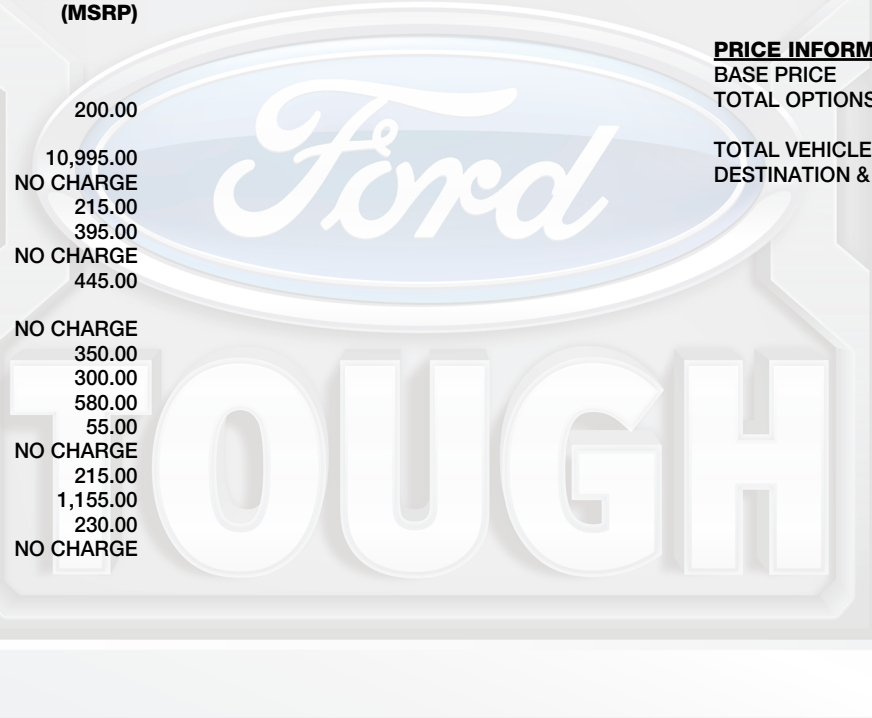 (MSRP)
200.00
10,995.00
NO CHARGE
215.00
395.00
NO CHARGE
445.00
NO CHARGE
350.00
300.00
580.00
55.00
NO CHARGE
215.00
1,155.00
230.00
NO CHARGE
PRICE INFORM
BASE PRICE
TOTAL OPTIONS
TOTAL VEHICLE
DESTINATION &
Ford
TOUGH